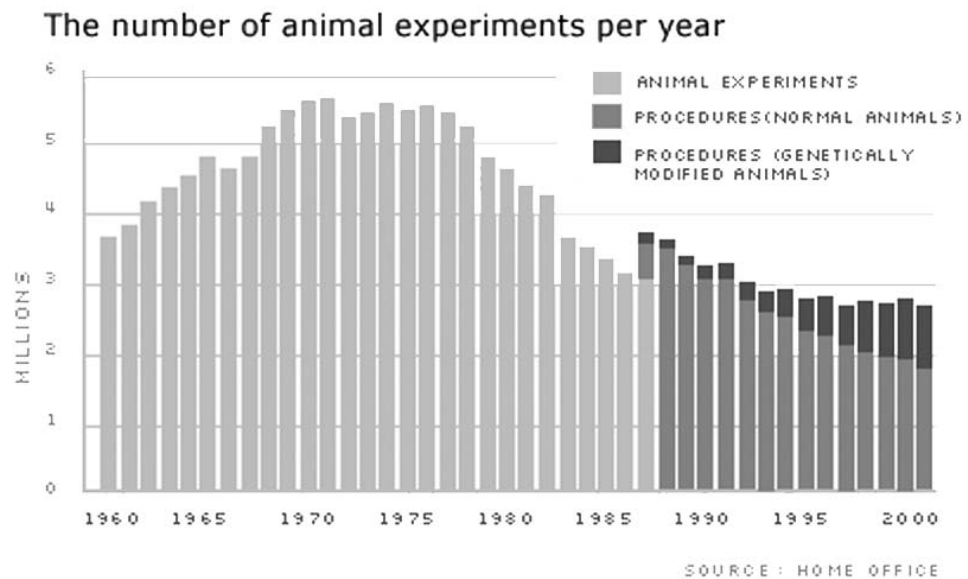 The number of animal experiments per year
6
5
4
3
2
1
0
MILLIONS
ANIMAL EXPERIMENTS
PROCEDURES(NORMAL ANIMALS)
PROCEDURES (GENETICALLY
MODIFIED ANIMALS)
1960 1965 1970 1975 1980 1985 1990 1995 2000
SOURCE: HOME OFFICE